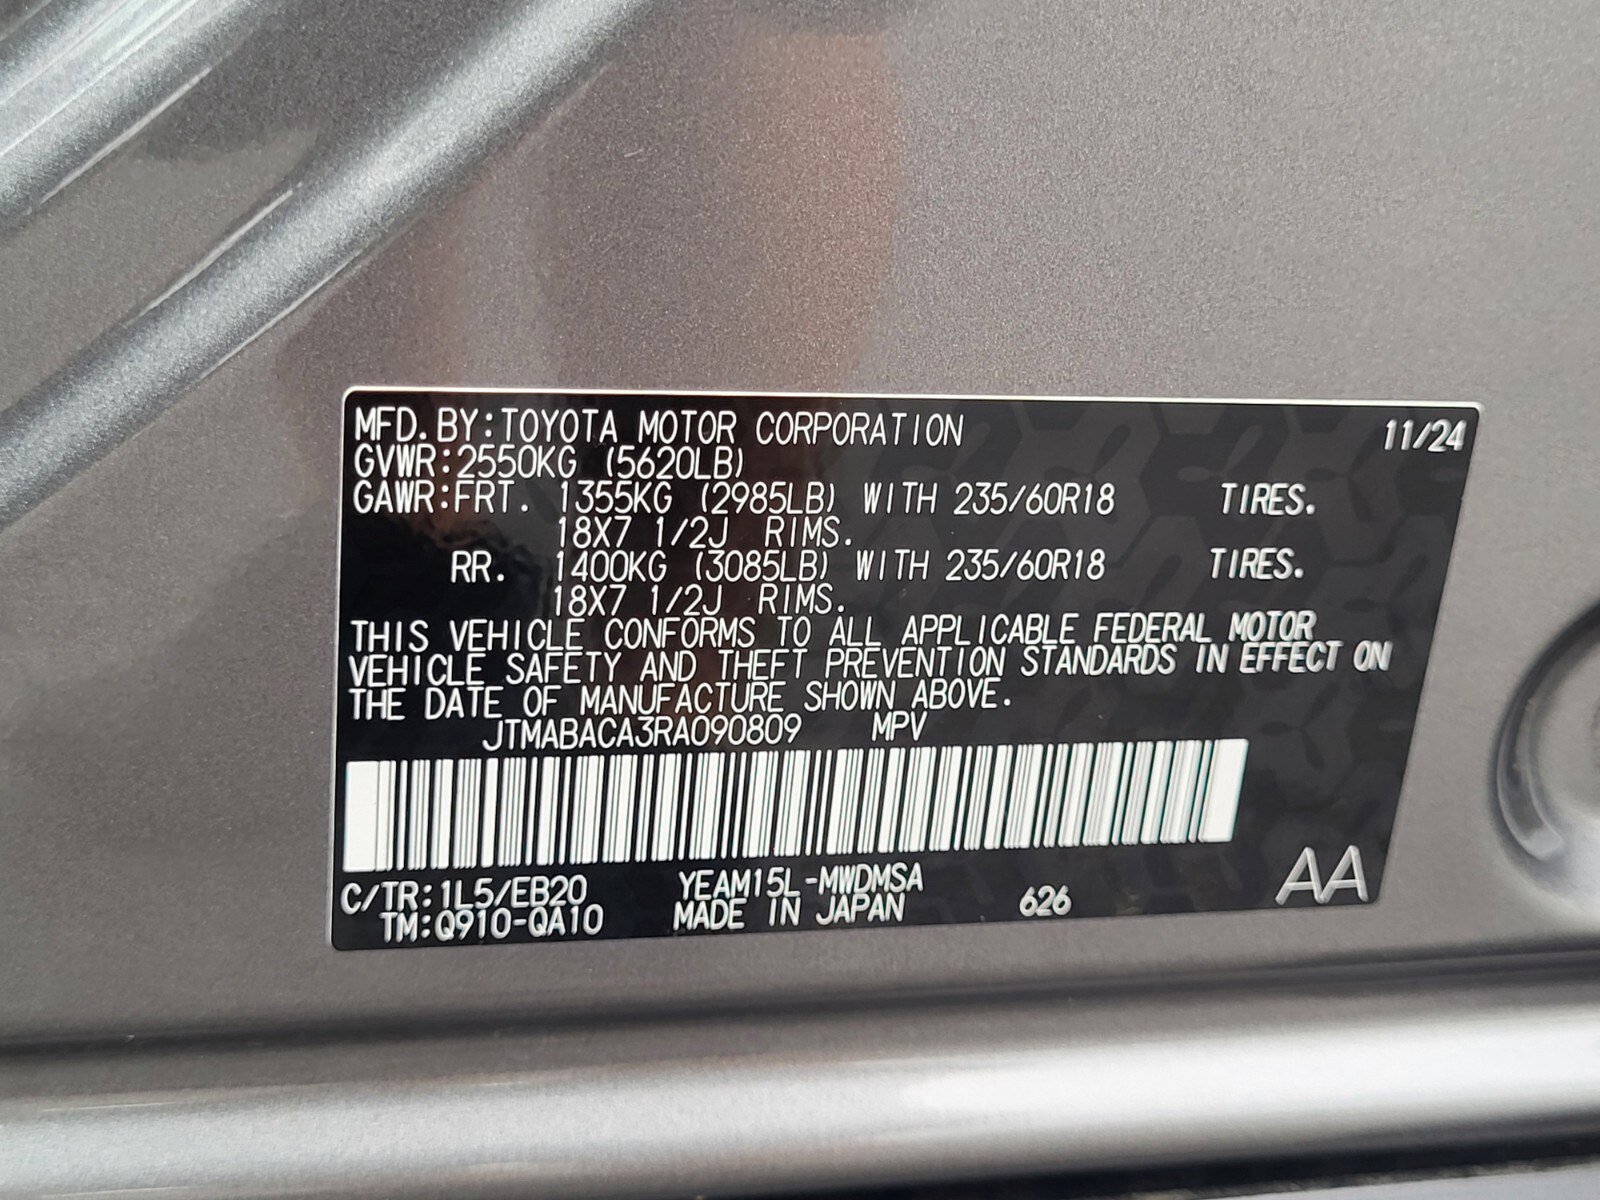 MFD.BY:TOYOTA MOTOR CORPORATION 11/24
GVWR:2550KG (5620LB)
GAWR:FRT. 1355KG (2985LB) WITH 235/60R18 TIRES.
18X7 1/2J RIMS.
RR. 1400KG (3085LB) WITH 235/60R18 TIRES.
18X7 1/2J RIMS.
THIS VEHICLE CONFORMS TO ALL APPLICABLE FEDERAL MOTOR
VEHICLE SAFETY AND THEFT PREVENTION STANDARDS IN EFFECT ON
THE DATE OF MANUFACTURE SHOWN ABOVE.
JTMABACA3RA090809 MPV
C/TR:1L5/EB20 YEAM15L-MWDMSA
TM:Q910-QA10 MADE IN JAPAN 626 AA